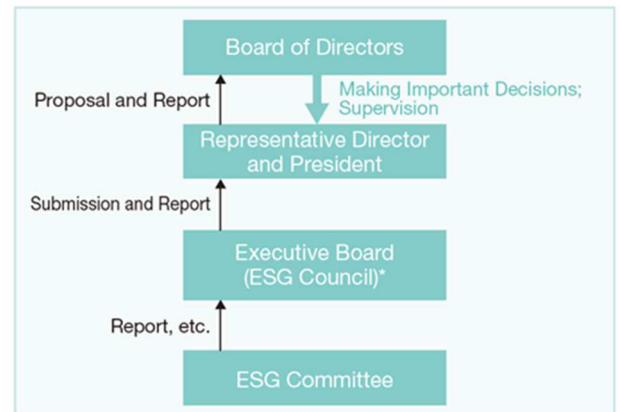 Board of Directors
Proposal and Report
Making Important Decisions;
Supervision
Representative Director
and President
Submission and Report
Executive Board
(ESG Council)*
Report, etc.
ESG Committee